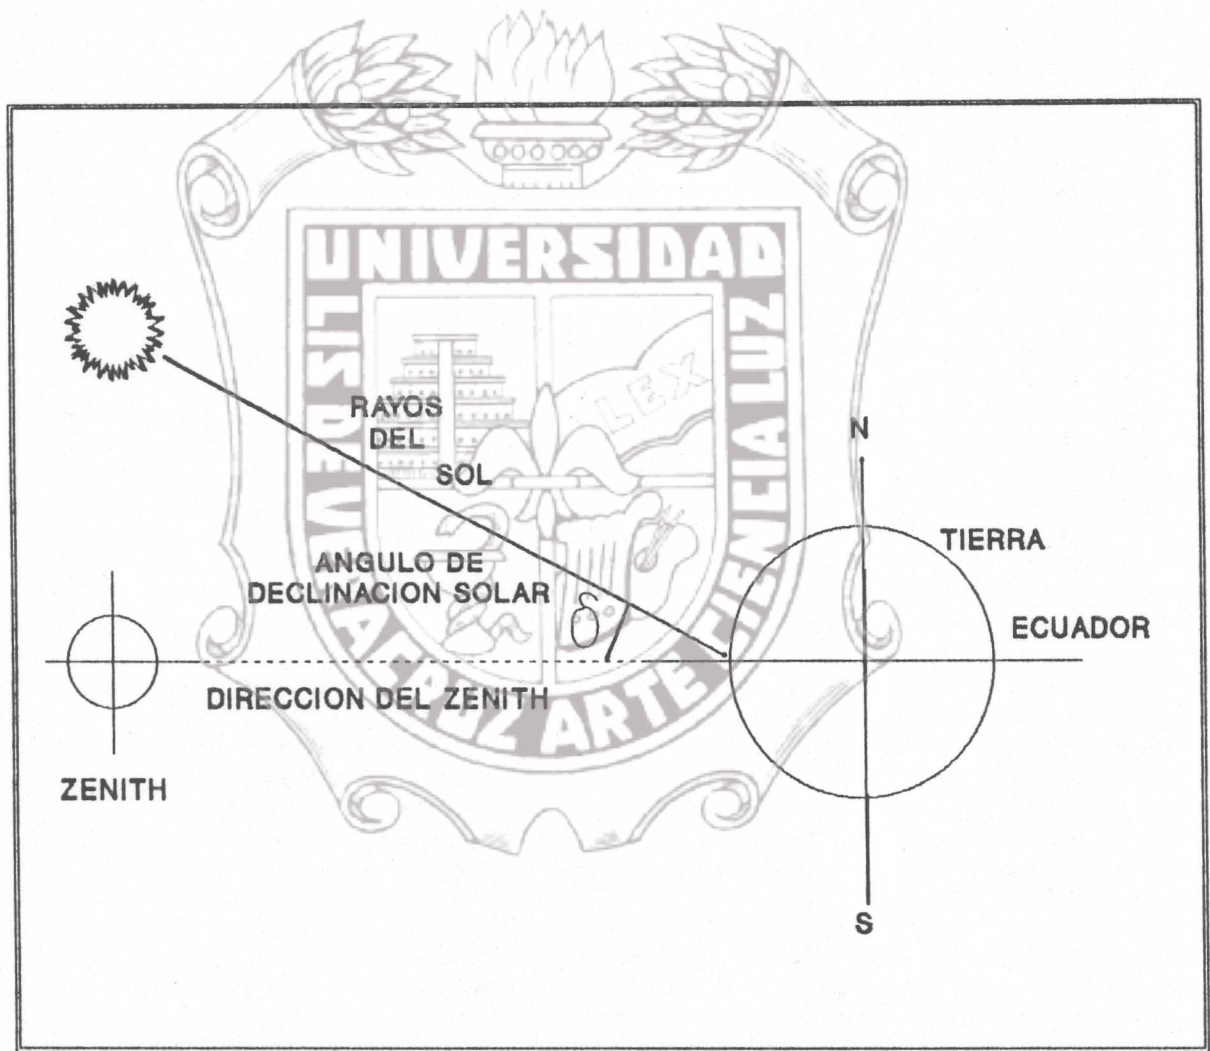 UNIVERSIDAD
VERACRUZ ARTE CIENCIA LUZ
LIS DE
LEX
RAYOS
DEL
SOL
N
TIERRA
ANGULO DE
DECLINACION SOLAR
δ
ECUADOR
DIRECCION DEL ZENITH
ZENITH
S